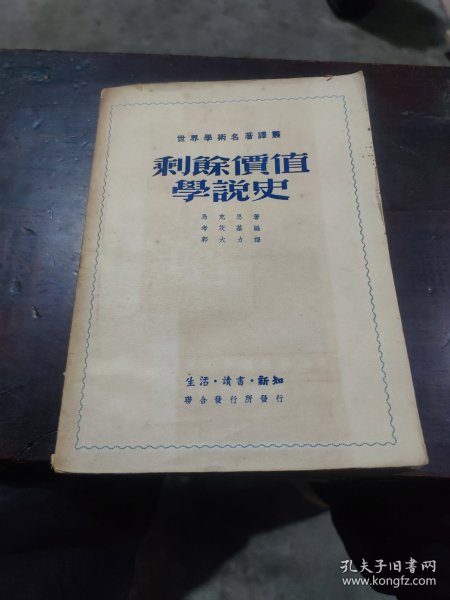 世界學術名著譯叢
剩餘價值
學說史
馬克思著
考茨基編
郭大力譯
生活·讀書·新知
聯合發行所發行
孔夫子旧书网
www.kongfz.com